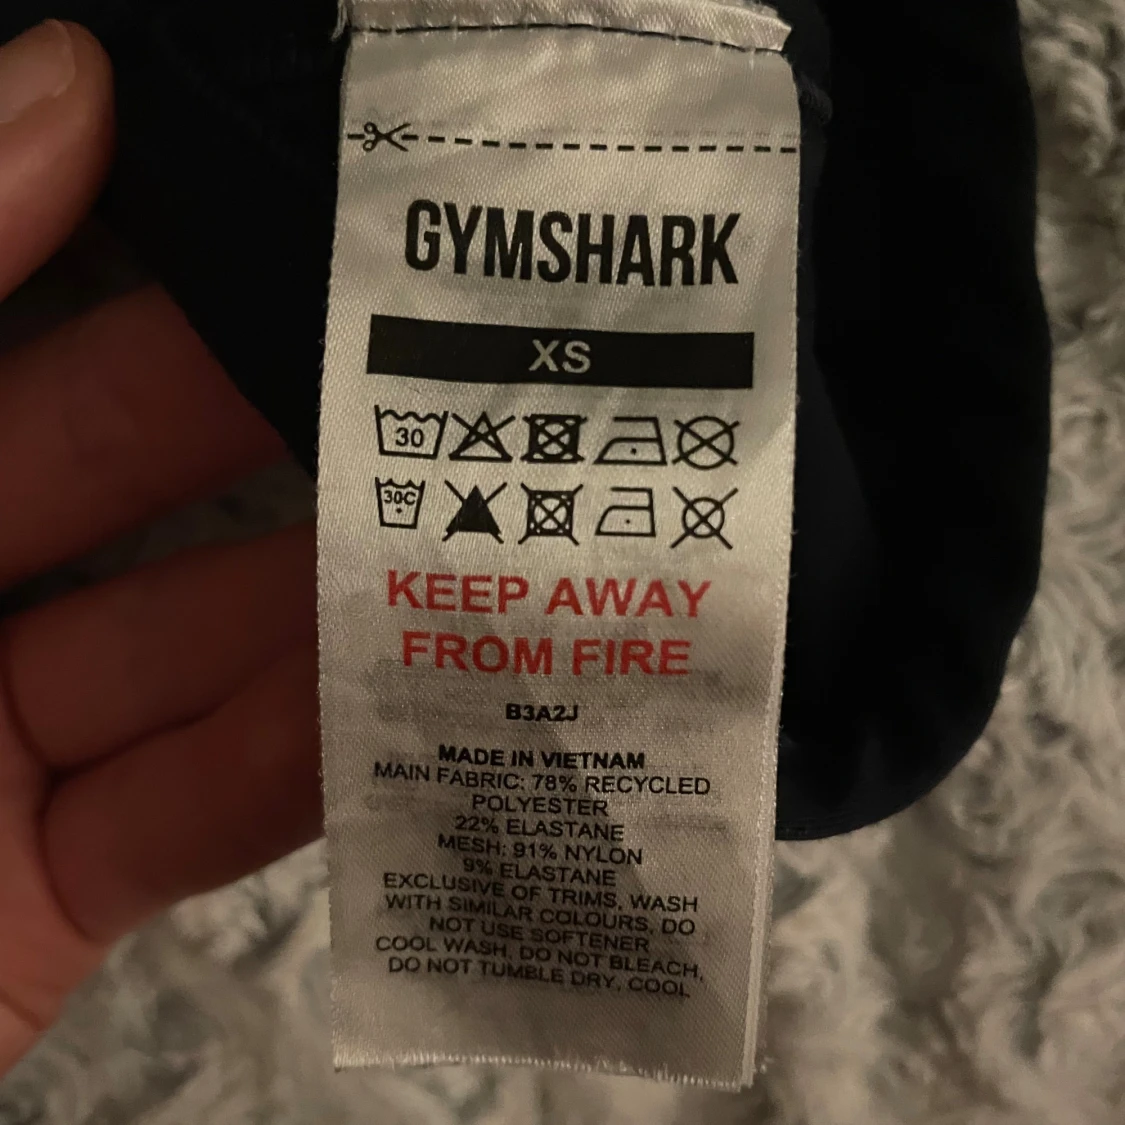 GYMSHARK
XS
30
30C
KEEP AWAY
FROM FIRE
B3A2J
MADE IN VIETNAM
MAIN FABRIC: 78% RECYCLED
POLYESTER
22% ELASTANE
MESH: 91% NYLON
9% ELASTANE
EXCLUSIVE OF TRIMS, WASH
WITH SIMILAR COLOURS, DO
NOT USE SOFTENER
COOL WASH, DO NOT BLEACH,
DO NOT TUMBLE DRY, COOL